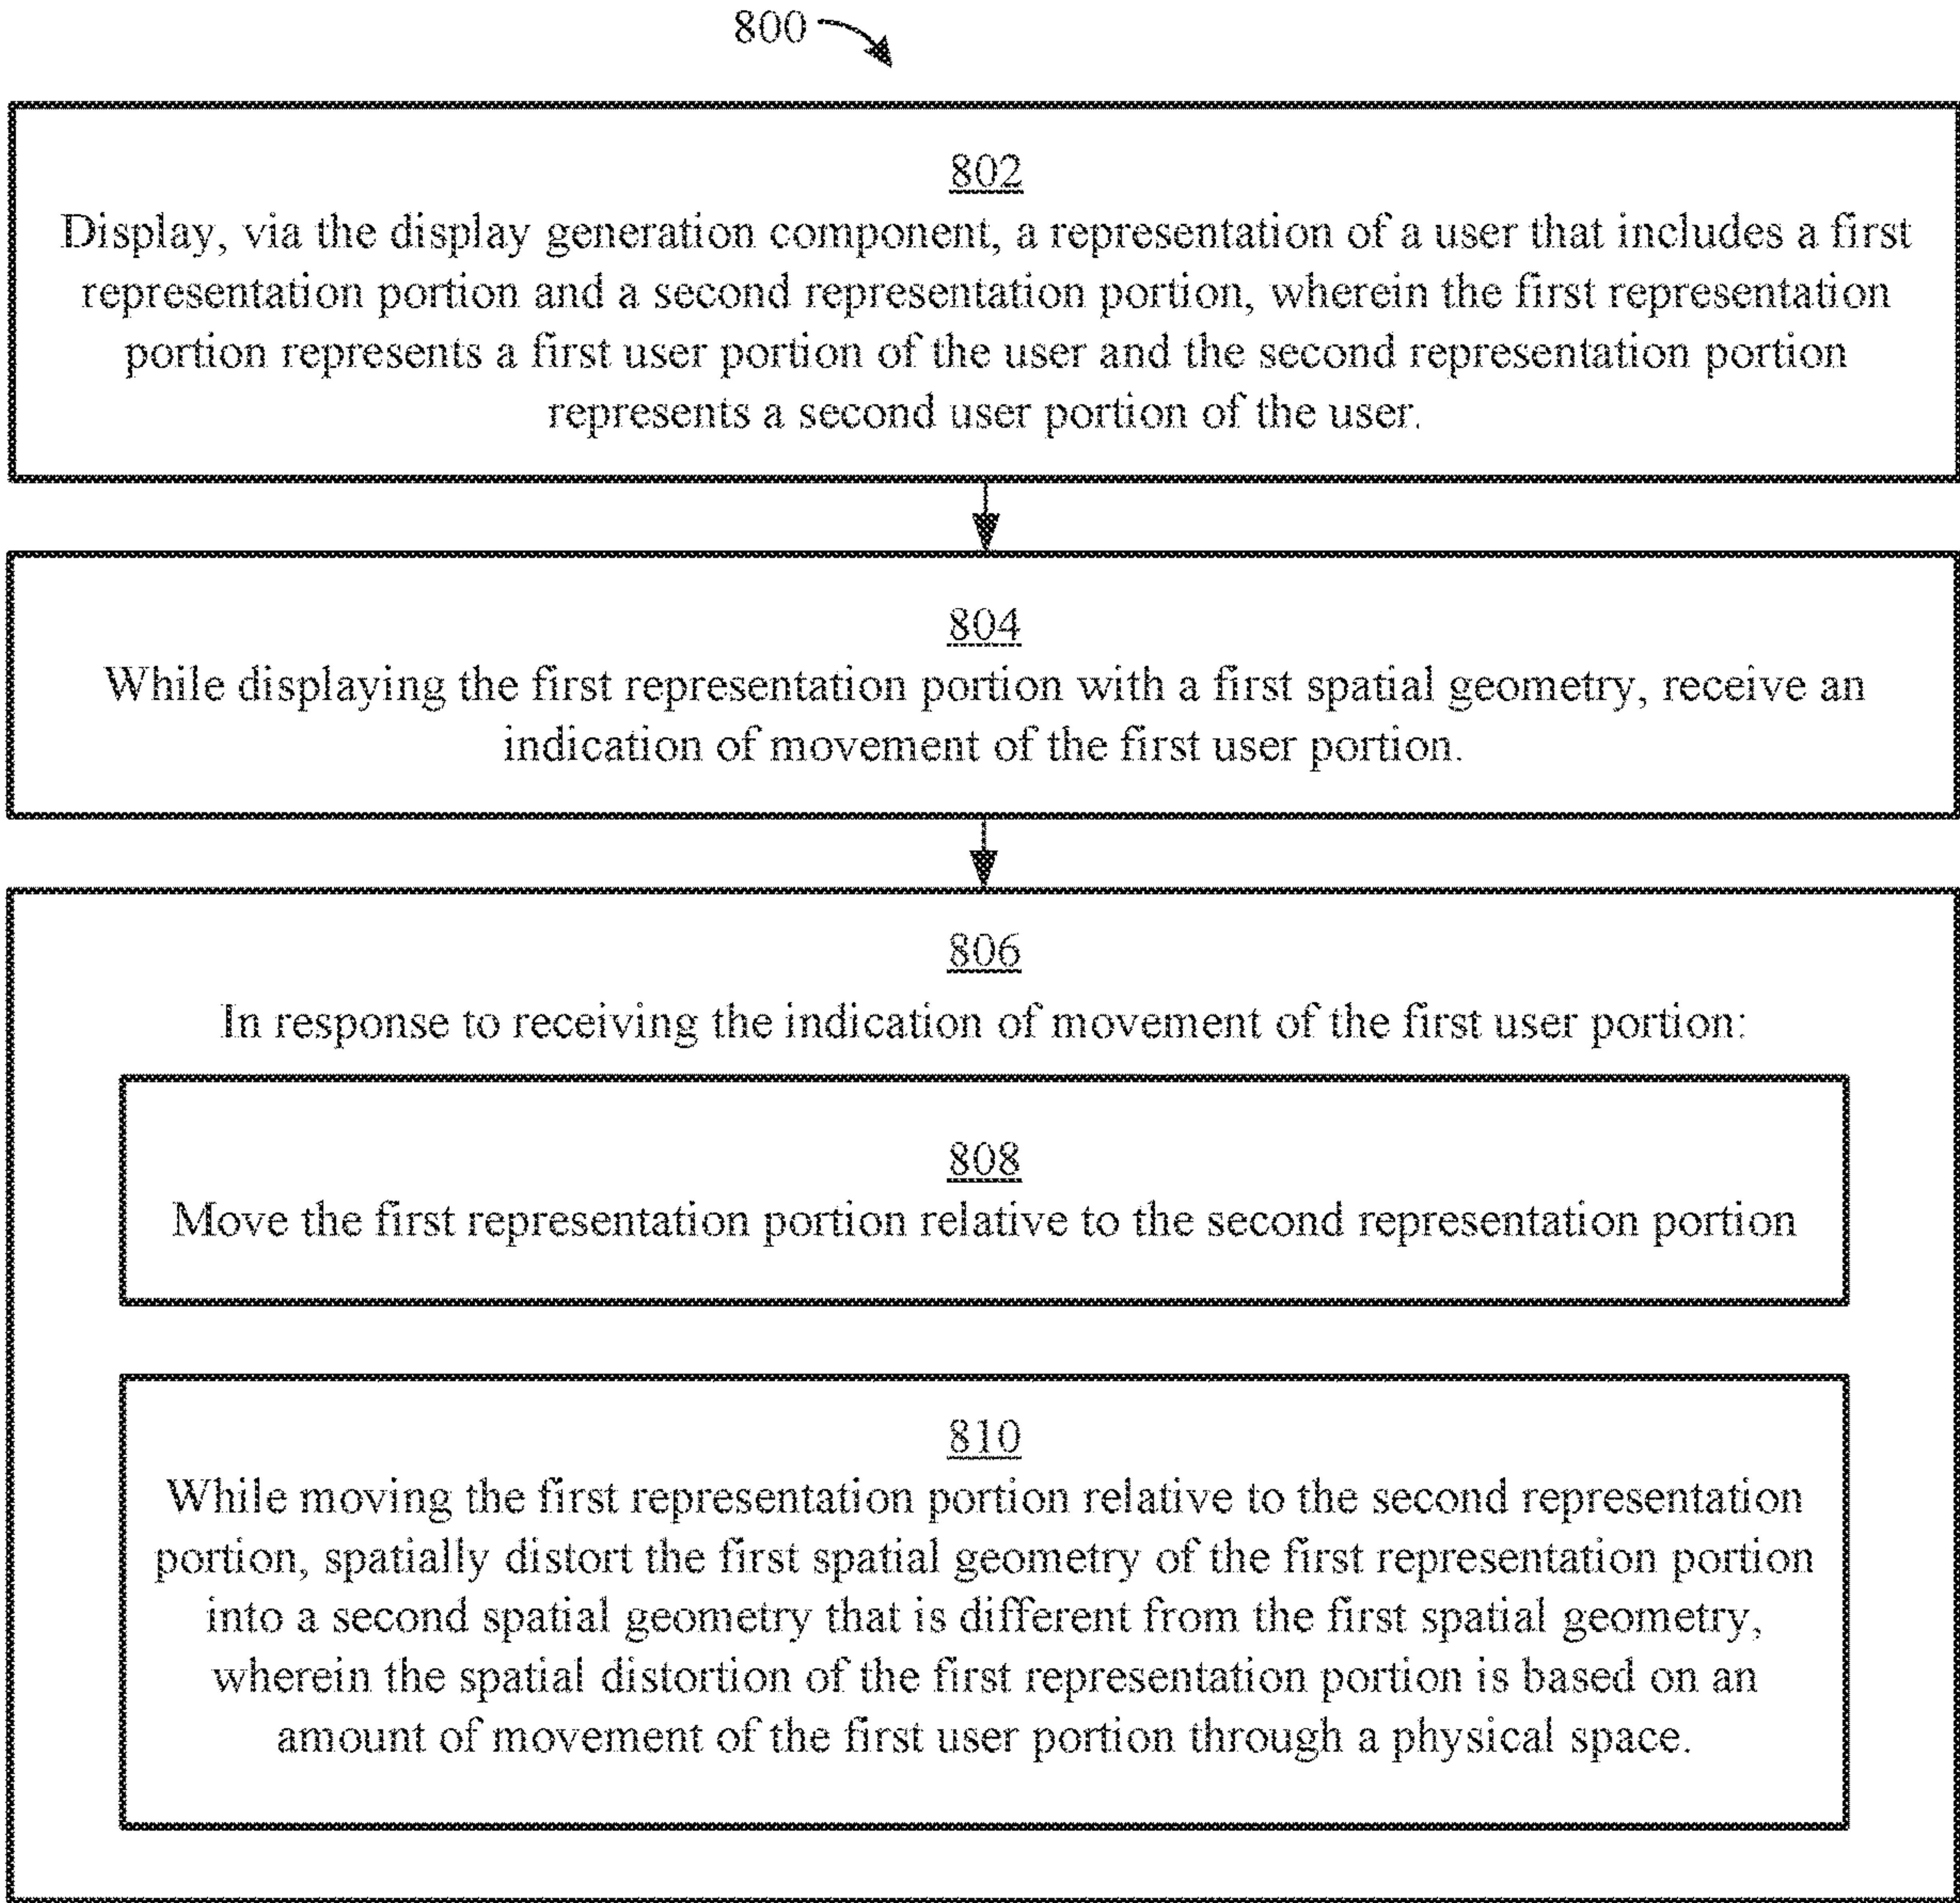 800
802
Display, via the display generation component, a representation of a user that includes a first
representation portion and a second representation portion, wherein the first representation
portion represents a first user portion of the user and the second representation portion
represents a second user portion of the user.
804
While displaying the first representation portion with a first spatial geometry, receive an
indication of movement of the first user portion.
806
In response to receiving the indication of movement of the first user portion:
808
Move the first representation portion relative to the second representation portion
810
While moving the first representation portion relative to the second representation
portion, spatially distort the first spatial geometry of the first representation portion
into a second spatial geometry that is different from the first spatial geometry,
wherein the spatial distortion of the first representation portion is based on an
amount of movement of the first user portion through a physical space.